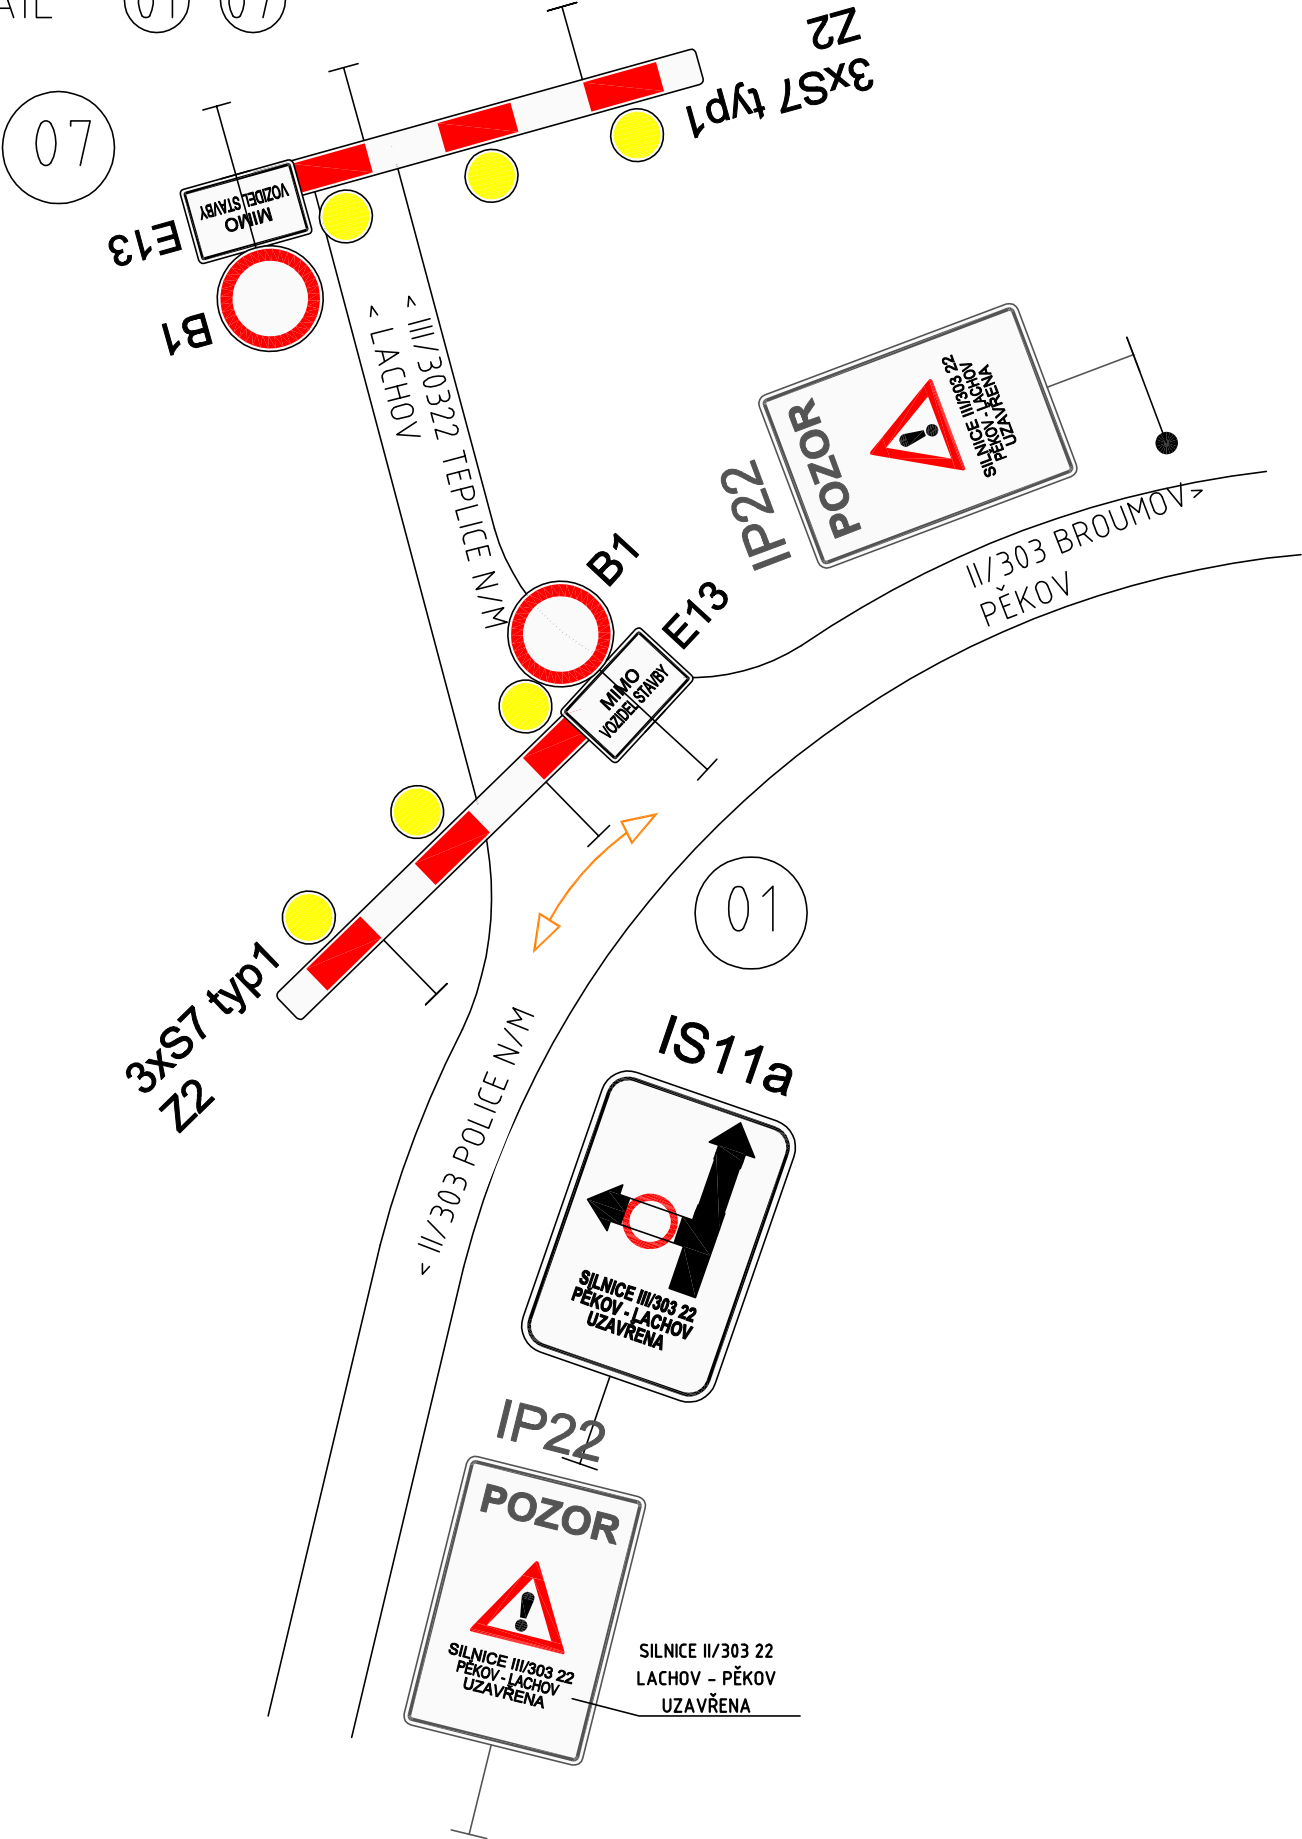 01 07
07
Z2
3xS7 typ1
MIMO
VOZIDEL STAVBY
E13
B1
< III/30322 TEPLICE N/M
< LACHOV
IP22
POZOR
SILNICE III/303 22
PĚKOV - LACHOV
UZAVŘENA
II/303 BROUMOV >
PĚKOV
B1
E13
MIMO
VOZIDEL STAVBY
01
3xS7 typ1
Z2
< II/303 POLICE N/M
IS11a
SILNICE III/303 22
PĚKOV - LACHOV
UZAVŘENA
IP22
POZOR
SILNICE III/303 22
PĚKOV - LACHOV
UZAVŘENA
SILNICE II/303 22
LACHOV - PĚKOV
UZAVŘENA